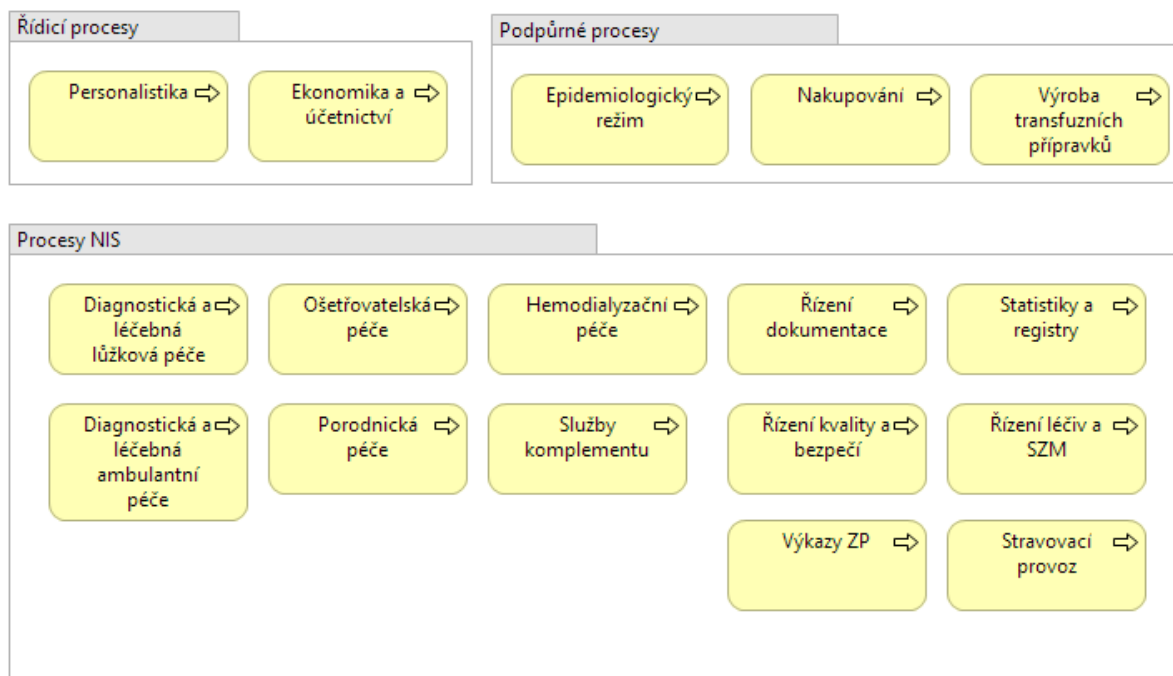 Řídicí procesy
Personalistika
Ekonomika a
účetnictví
Podpůrné procesy
Epidemiologický
režim
Nakupování
Výroba
transfuzních
přípravků
Procesy NIS
Diagnostická a
léčebná
lůžková péče
Ošetřovatelská
péče
Hemodialyzační
péče
Řízení
dokumentace
Statistiky a
registry
Diagnostická a
léčebná
ambulantní
péče
Porodnická
péče
Služby
komplementu
Řízení kvality a
bezpečí
Řízení léčiv a
SZM
Výkazy ZP
Stravovací
provoz